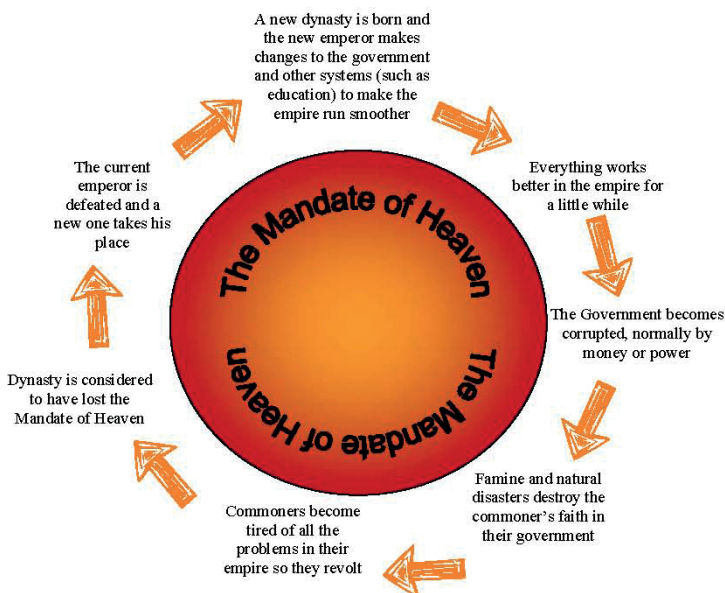 A new dynasty is born and
the new emperor makes
changes to the government
and other systems (such as
education) to make the
empire run smoother
Everything works
better in the empire for
a little while
The Government becomes
corrupted, normally by
money or power
Famine and natural
disasters destroy the
commoner's faith in
their government
Commoners become
tired of all the
problems in their
empire so they revolt
Dynasty is considered
to have lost the
Mandate of Heaven
The current
emperor is
defeated and a
new one takes his
place
The Mandate of Heaven
The Mandate of Heaven